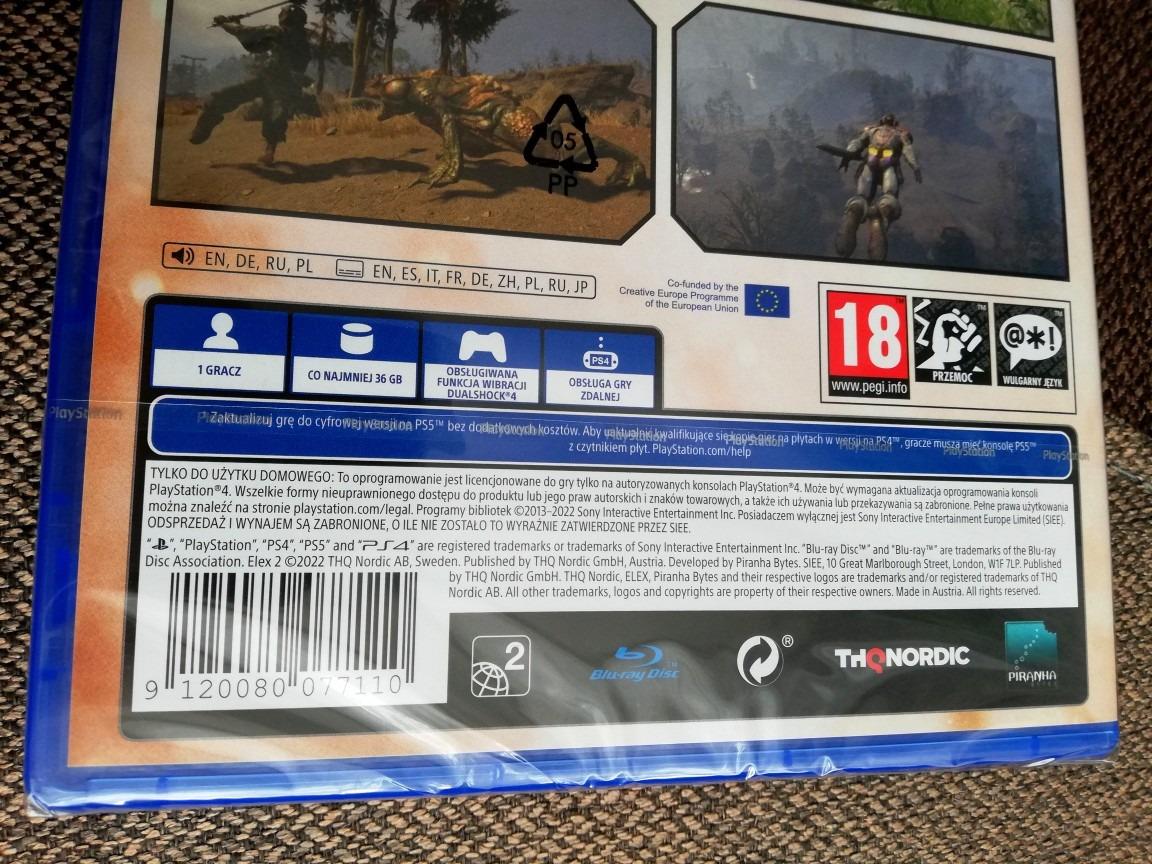 05
PP
EN, DE, RU, PL
EN, ES, IT, FR, DE, ZH, PL, RU, JP
Co-funded by the
Creative Europe Programme
of the European Union
18
www.pegi.info
PRZEMOC
@*!
WULGARNY JĘZYK
1 GRACZ
CO NAJMNIEJ 36 GB
OBSŁUGIWANA
FUNKCJA WIBRACJI
DUALSHOCK®4
PS4
OBSŁUGA GRY
ZDALNEJ
PlayStation PlayStation PlayStation PlayStation PlayStation PlayStation PlayStation PlayStation PlayStation
Zaktualizuj grę do cyfrowej wersji na PS5™ bez dodatkowych kosztów. Aby uaktualnić kwalifikujące się kopie gier na płytach w wersji na PS4™, gracze muszą mieć konsolę PS5™
z czytnikiem płyt. PlayStation.com/help
TYLKO DO UŻYTKU DOMOWEGO: To oprogramowanie jest licencjonowane do gry tylko na autoryzowanych konsolach PlayStation®4. Może być wymagana aktualizacja oprogramowania konsoli
PlayStation®4. Wszelkie formy nieuprawnionego dostępu do produktu lub jego praw autorskich i znaków towarowych, a także ich używania lub przekazywania są zabronione. Pełne prawa użytkowania
można znaleźć na stronie playstation.com/legal. Programy bibliotek ©2013-2022 Sony Interactive Entertainment Inc. Posiadaczem wyłącznej jest Sony Interactive Entertainment Europe Limited (SIEE).
ODSPRZEDAŻ I WYNAJEM SĄ ZABRONIONE, O ILE NIE ZOSTAŁO TO WYRAŹNIE ZATWIERDZONE PRZEZ SIEE.
“ ”, “PlayStation”, “PS4”, “PS5” and “PS4” are registered trademarks or trademarks of Sony Interactive Entertainment Inc. “Blu-ray Disc™” and “Blu-ray™” are trademarks of the Blu-ray
Disc Association. Elex 2 ©2022 THQ Nordic AB, Sweden. Published by THQ Nordic GmbH, Austria. Developed by Piranha Bytes. SIEE, 10 Great Marlborough Street, London, W1F 7LP. Published
by THQ Nordic GmbH. THQ Nordic, ELEX, Piranha Bytes and their respective logos are trademarks and/or registered trademarks of THQ
Nordic AB. All other trademarks, logos and copyrights are property of their respective owners. Made in Austria. All rights reserved.
9 120080 077110
2
Blu-ray Disc™
®
THQNORDIC
PIRANHA